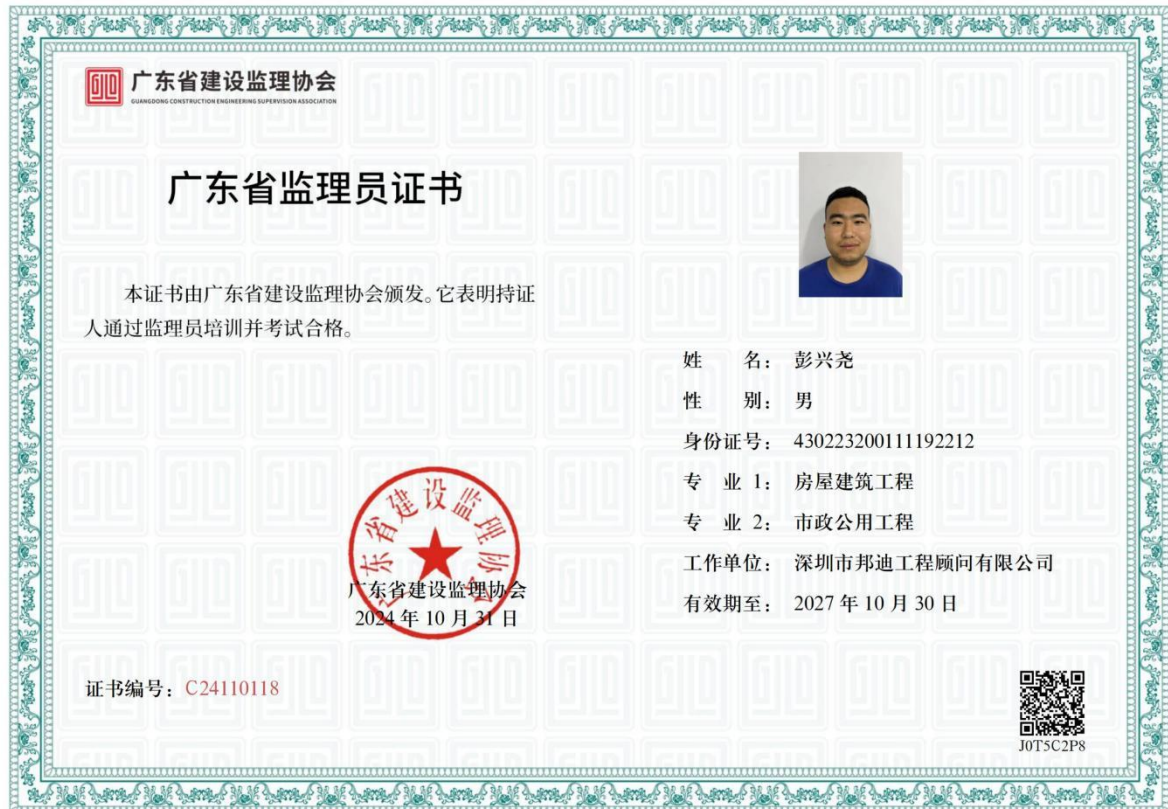 广东省建设监理协会
GUANGDONG CONSTRUCTION ENGINEERING SUPERVISION ASSOCIATION
广东省监理员证书
本证书由广东省建设监理协会颁发。它表明持证
人通过监理员培训并考试合格。
姓 名： 彭兴尧
性 别： 男
身份证号： 430223200111192212
专 业 1： 房屋建筑工程
专 业 2： 市政公用工程
工作单位： 深圳市邦迪工程顾问有限公司
有效期至： 2027 年 10 月 30 日
广东省建设监理协会
广东省建设监理协会
2024 年 10 月 31 日
证书编号：C24110118
J0T5C2P8